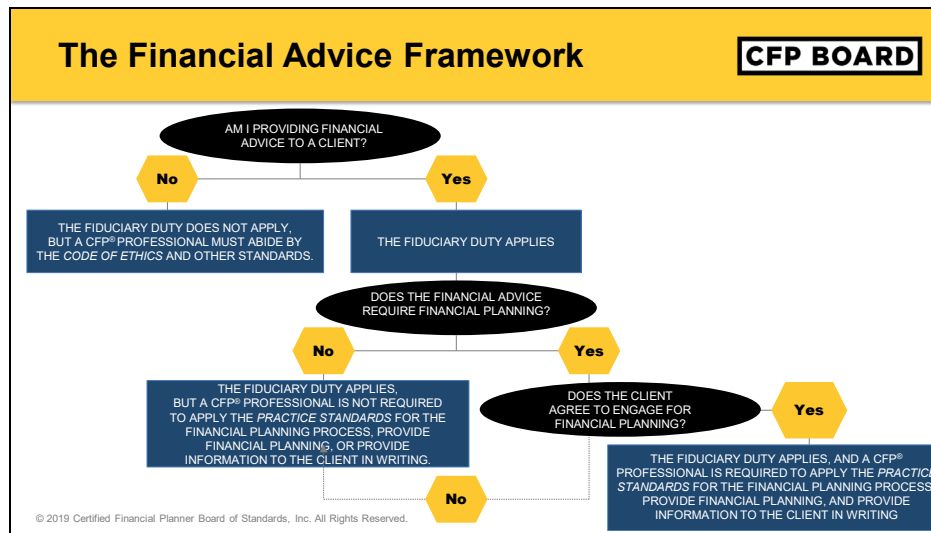 The Financial Advice Framework
CFP BOARD
AM I PROVIDING FINANCIAL
ADVICE TO A CLIENT?
No
Yes
THE FIDUCIARY DUTY DOES NOT APPLY,
BUT A CFP® PROFESSIONAL MUST ABIDE BY
THE CODE OF ETHICS AND OTHER STANDARDS.
THE FIDUCIARY DUTY APPLIES
DOES THE FINANCIAL ADVICE
REQUIRE FINANCIAL PLANNING?
No
Yes
THE FIDUCIARY DUTY APPLIES,
BUT A CFP® PROFESSIONAL IS NOT REQUIRED
TO APPLY THE PRACTICE STANDARDS FOR THE
FINANCIAL PLANNING PROCESS, PROVIDE
FINANCIAL PLANNING, OR PROVIDE
INFORMATION TO THE CLIENT IN WRITING.
DOES THE CLIENT
AGREE TO ENGAGE FOR
FINANCIAL PLANNING?
Yes
THE FIDUCIARY DUTY APPLIES, AND A CFP®
PROFESSIONAL IS REQUIRED TO APPLY THE PRACTICE
STANDARDS FOR THE FINANCIAL PLANNING PROCESS
PROVIDE FINANCIAL PLANNING, AND PROVIDE
INFORMATION TO THE CLIENT IN WRITING
No
© 2019 Certified Financial Planner Board of Standards, Inc. All Rights Reserved.